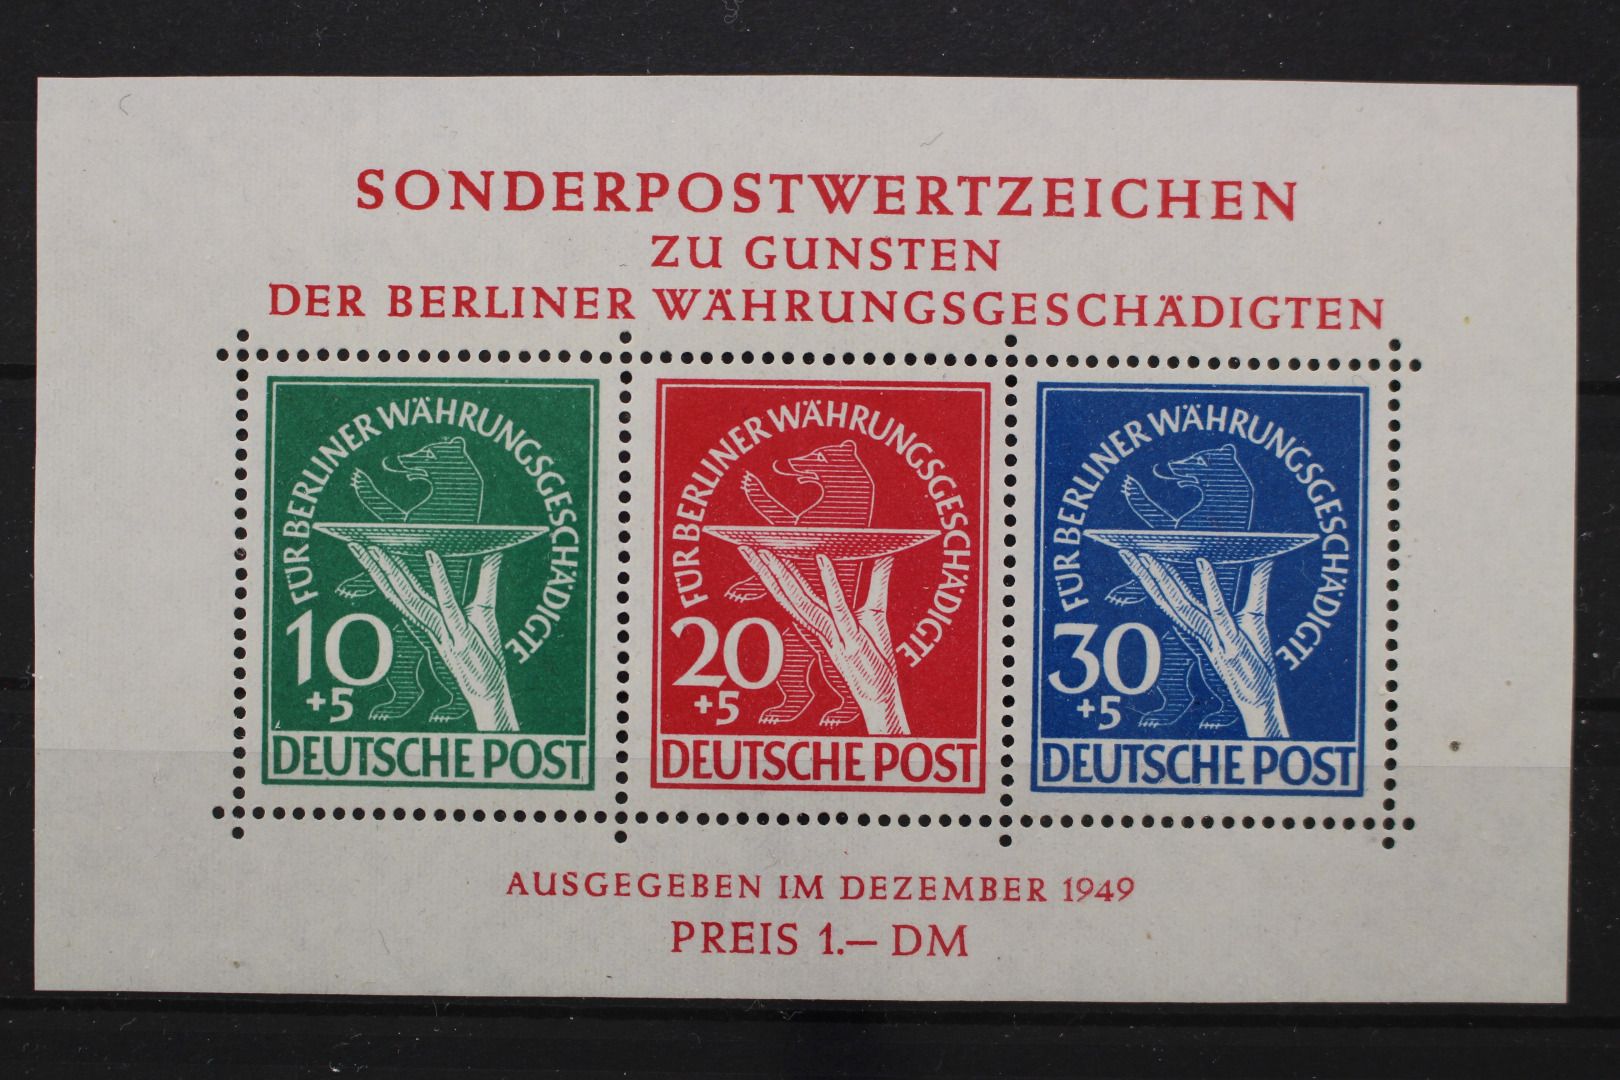 SONDERPOSTWERTZEICHEN
ZU GUNSTEN
DER BERLINER WÄHRUNGSGESCHÄDIGTEN
FÜR BERLINER WÄHRUNGSGESCHÄDIGTE
10
+5
DEUTSCHE POST
FÜR BERLINER WÄHRUNGSGESCHÄDIGTE
20
+5
DEUTSCHE POST
FÜR BERLINER WÄHRUNGSGESCHÄDIGTE
30
+5
DEUTSCHE POST
AUSGEGEBEN IM DEZEMBER 1949
PREIS 1.— DM